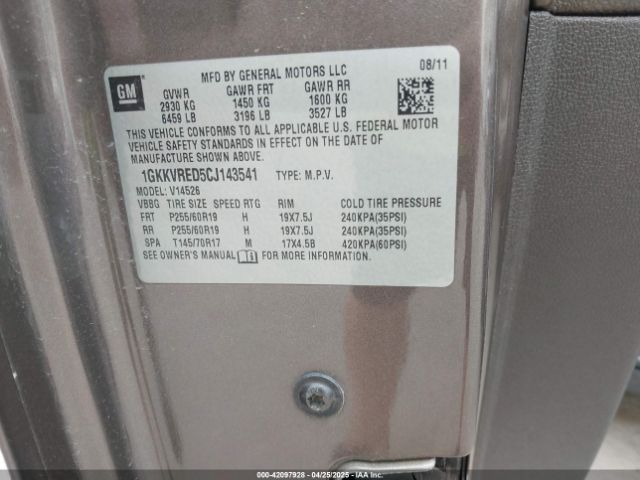 MFD BY GENERAL MOTORS LLC 08/11
GM
GVWR GAWR FRT GAWR RR
2930 KG 1450 KG 1600 KG
6459 LB 3196 LB 3527 LB
THIS VEHICLE CONFORMS TO ALL APPLICABLE U.S. FEDERAL MOTOR
VEHICLE SAFETY STANDARDS IN EFFECT ON THE DATE OF
MANUFACTURE SHOWN ABOVE.
1GKKVRED5CJ143541 TYPE: M.P.V.
MODEL: V14526
VBBG TIRE SIZE SPEED RTG RIM COLD TIRE PRESSURE
FRT P255/60R19 H 19X7.5J 240KPA(35PSI)
RR P255/60R19 H 19X7.5J 240KPA(35PSI)
SPA T145/70R17 M 17X4.5B 420KPA(60PSI)
SEE OWNER'S MANUAL FOR MORE INFORMATION.
000-42097928 - 04/25/2025 - IAAI.COM